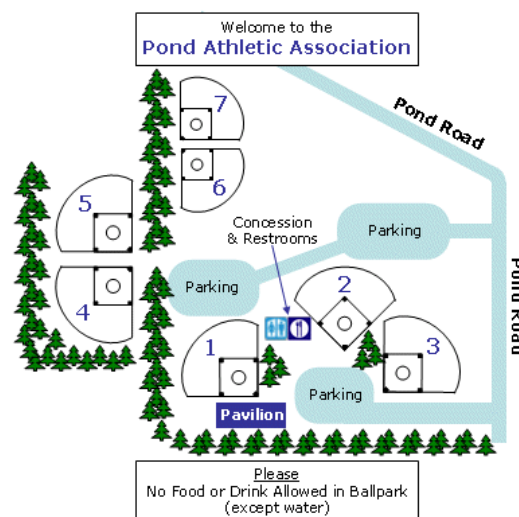 Welcome to the
Pond Athletic Association
Pond Road
7
6
5
Concession
& Restrooms
Parking
Parking
2
4
1
3
Parking
Pond Road
Pavilion
Please
No Food or Drink Allowed in Ballpark
(except water)